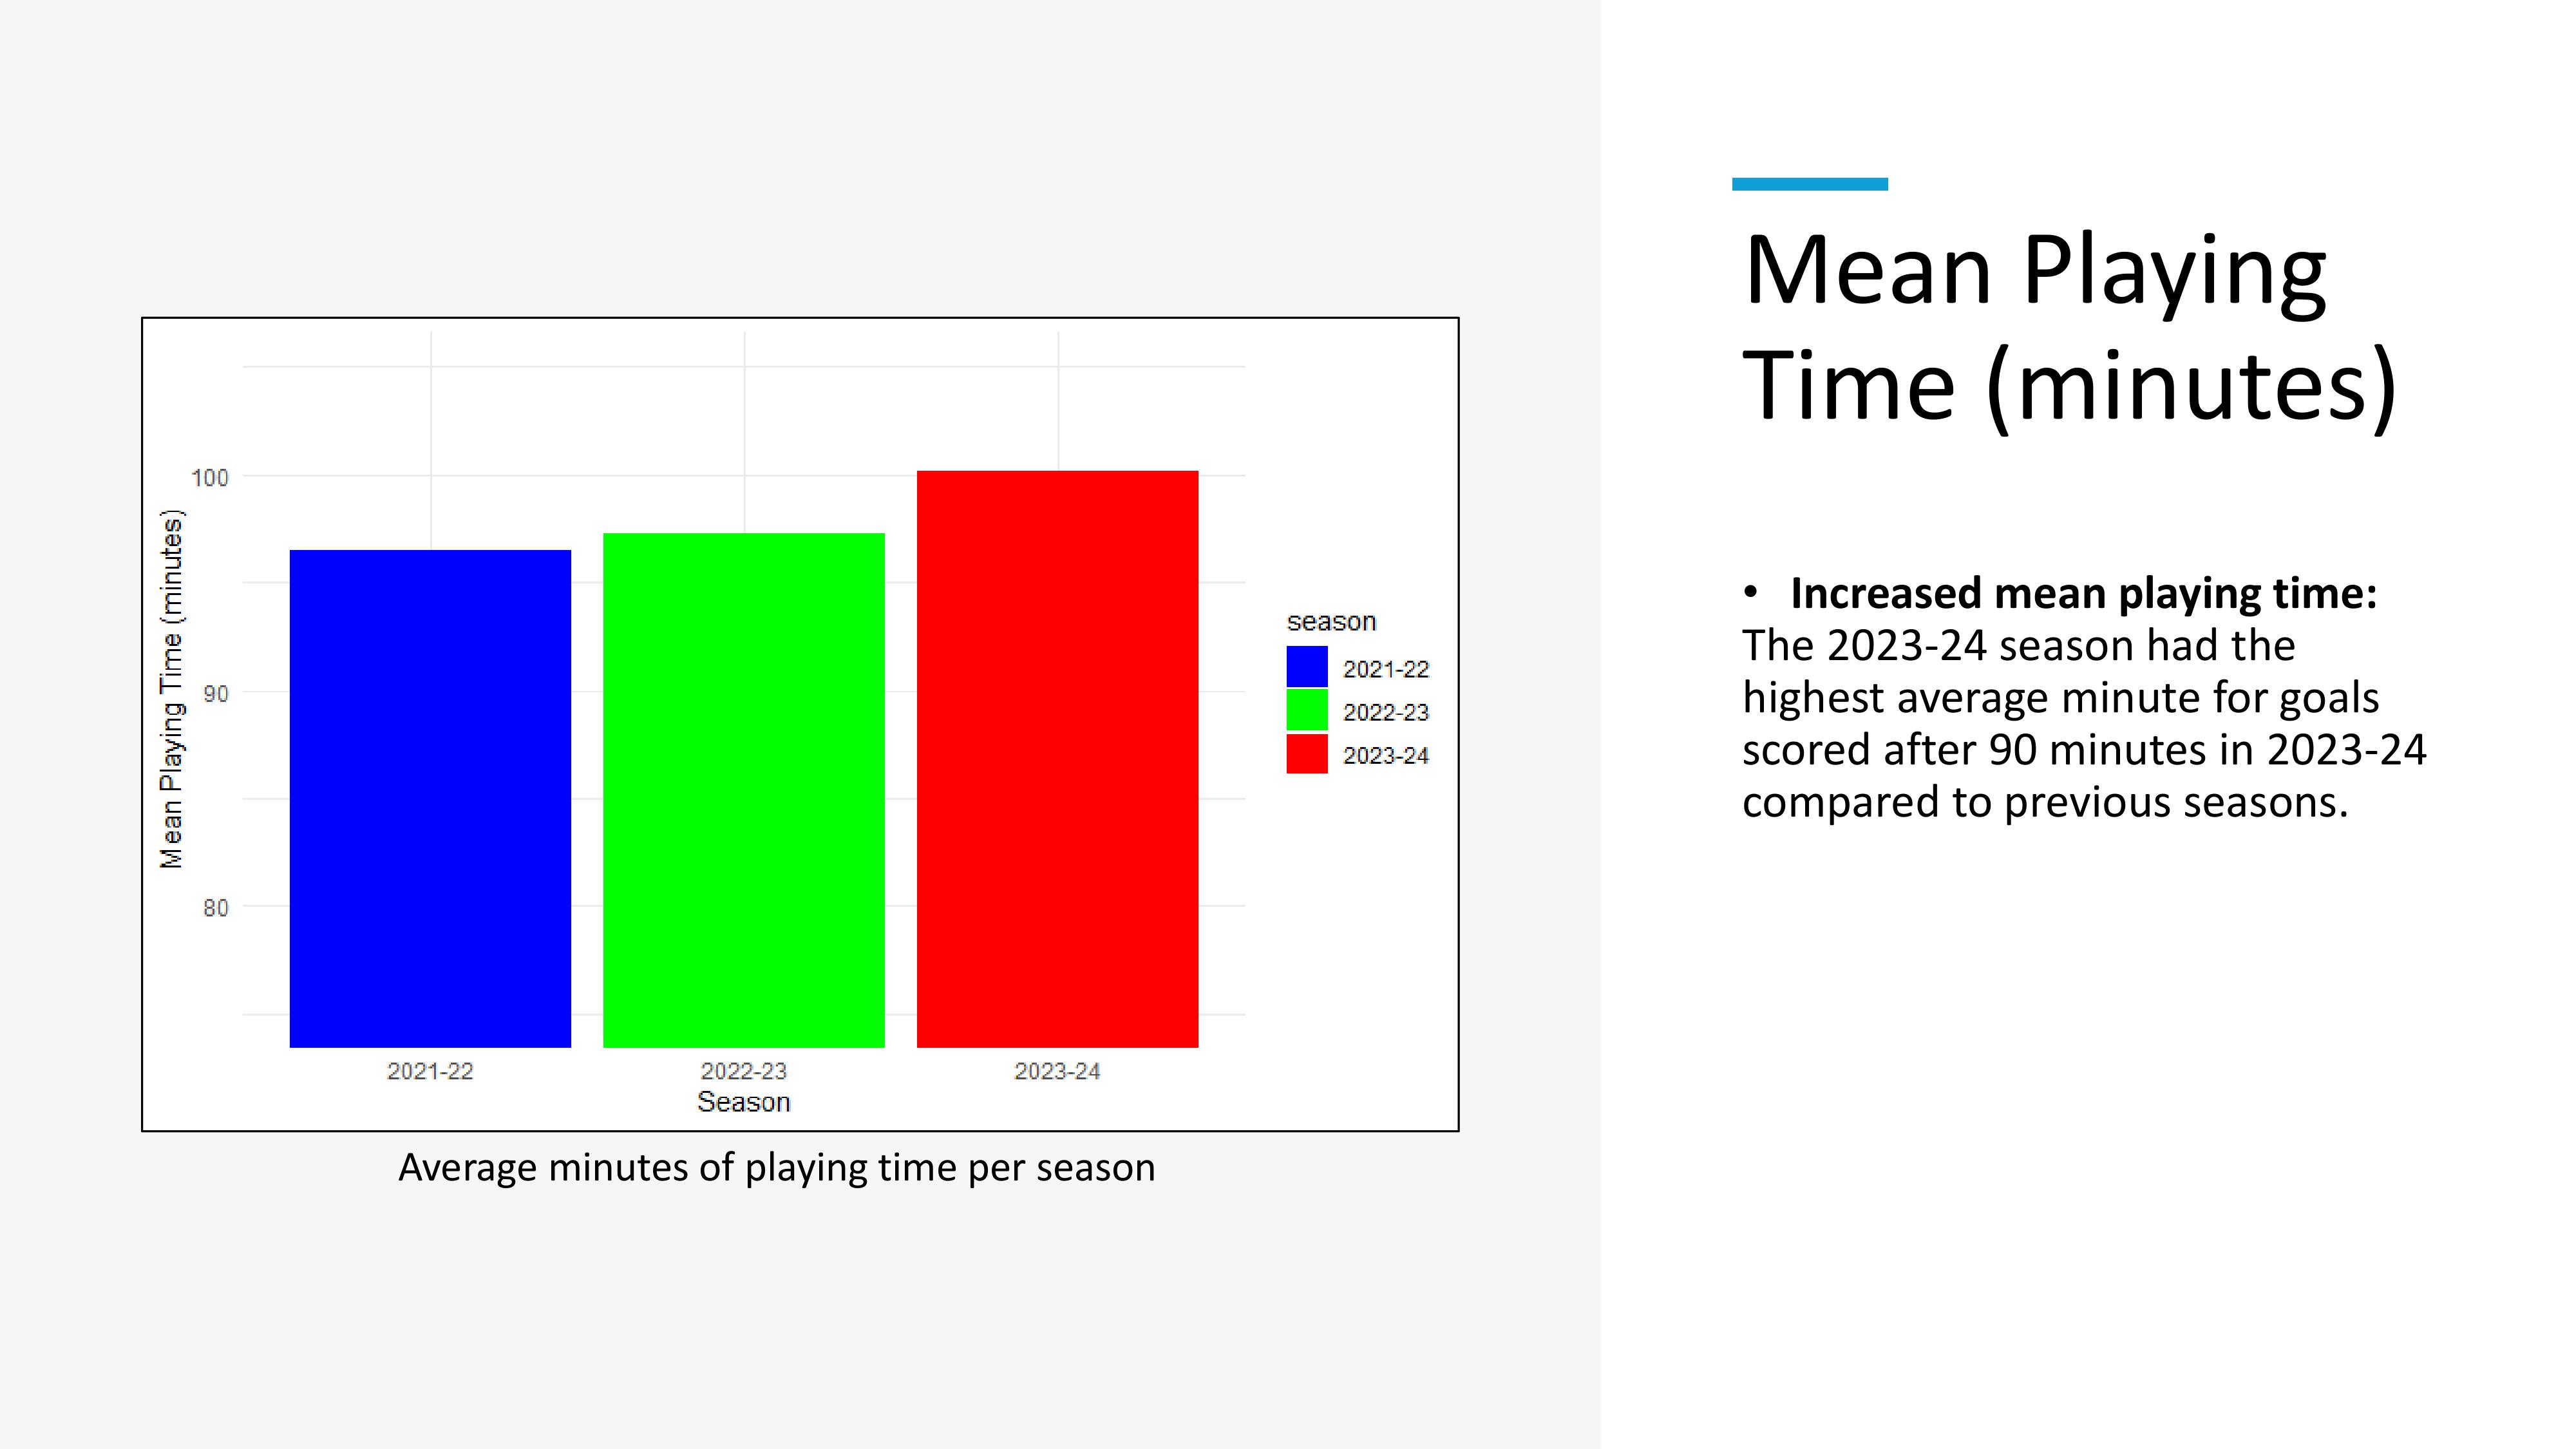 Mean Playing
Time (minutes)
• Increased mean playing time:
The 2023-24 season had the
highest average minute for goals
scored after 90 minutes in 2023-24
compared to previous seasons.
Mean Playing Time (minutes)
100
90
80
2021-22
2022-23
2023-24
Season
season
2021-22
2022-23
2023-24
Average minutes of playing time per season